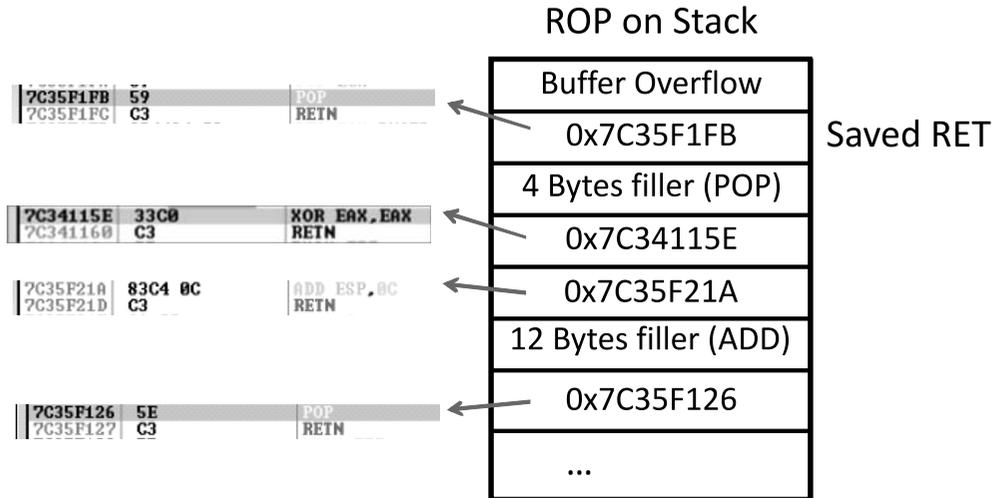 ROP on Stack
Buffer Overflow
7C35F1FB 59 POP
7C35F1FC C3 RETN
0x7C35F1FB
Saved RET
4 Bytes filler (POP)
7C34115E 33C0 XOR EAX,EAX
7C341160 C3 RETN
0x7C34115E
7C35F21A 83C4 0C ADD ESP,0C
7C35F21D C3 RETN
0x7C35F21A
12 Bytes filler (ADD)
7C35F126 5E POP
7C35F127 C3 RETN
0x7C35F126
...